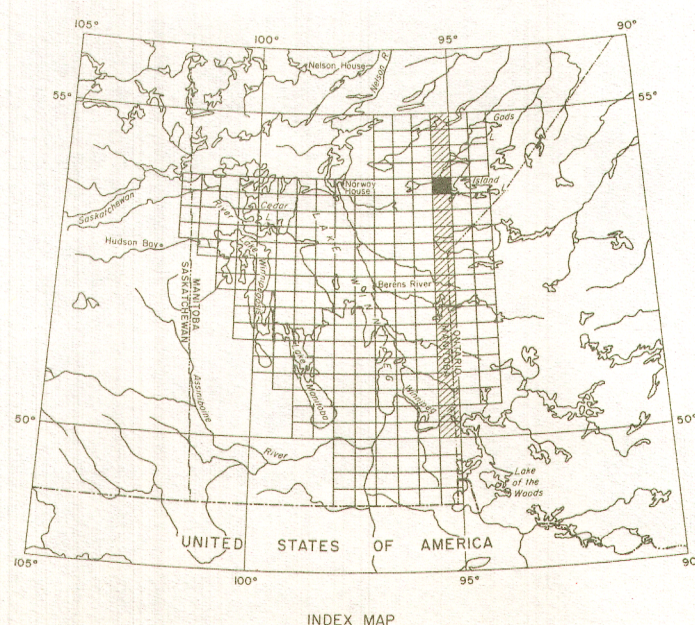 105°
100°
95°
90°
Nelson House
Nelson R
55°
55°
Gods
L
Norway
House
Island
L
Saskatchewan
River
Cedar
L
LAKE
Hudson Bay
Lake
Winnipegosis
Berens River
MANITOBA
SASKATCHEWAN
WINNIPEG
ONTARIO
Lake
Manitoba
Winnipeg
Assiniboine
River
50°
50°
Lake
of the
Woods
UNITED STATES OF AMERICA
105°
100°
95°
90
INDEX MAP